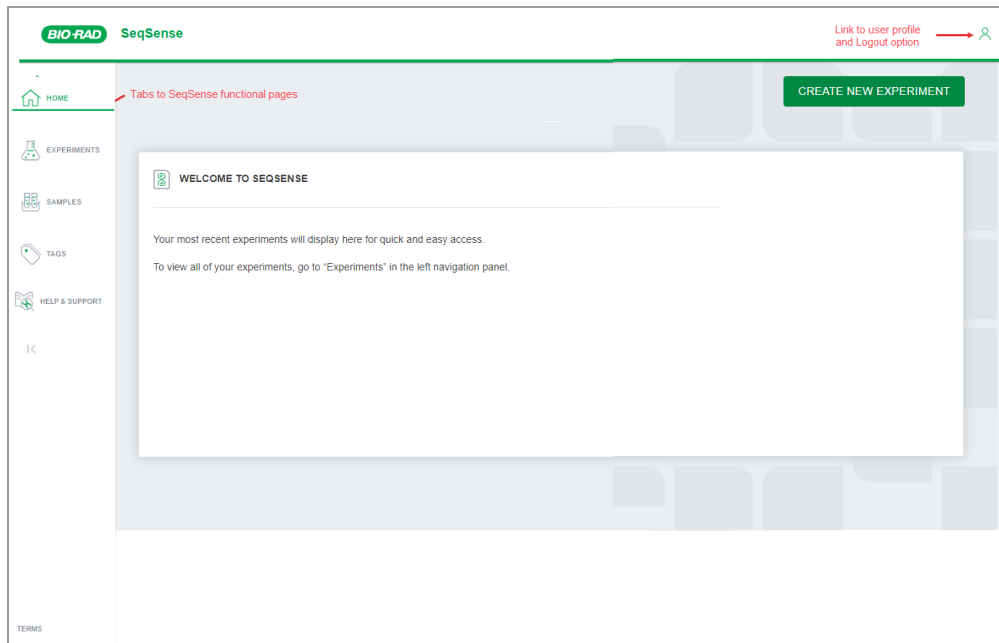 BIO-RAD SeqSense
Link to user profile
and Logout option
HOME
Tabs to SeqSense functional pages
CREATE NEW EXPERIMENT
EXPERIMENTS
WELCOME TO SEQSENSE
SAMPLES
Your most recent experiments will display here for quick and easy access.
TAGS
To view all of your experiments, go to “Experiments” in the left navigation panel.
HELP & SUPPORT
TERMS